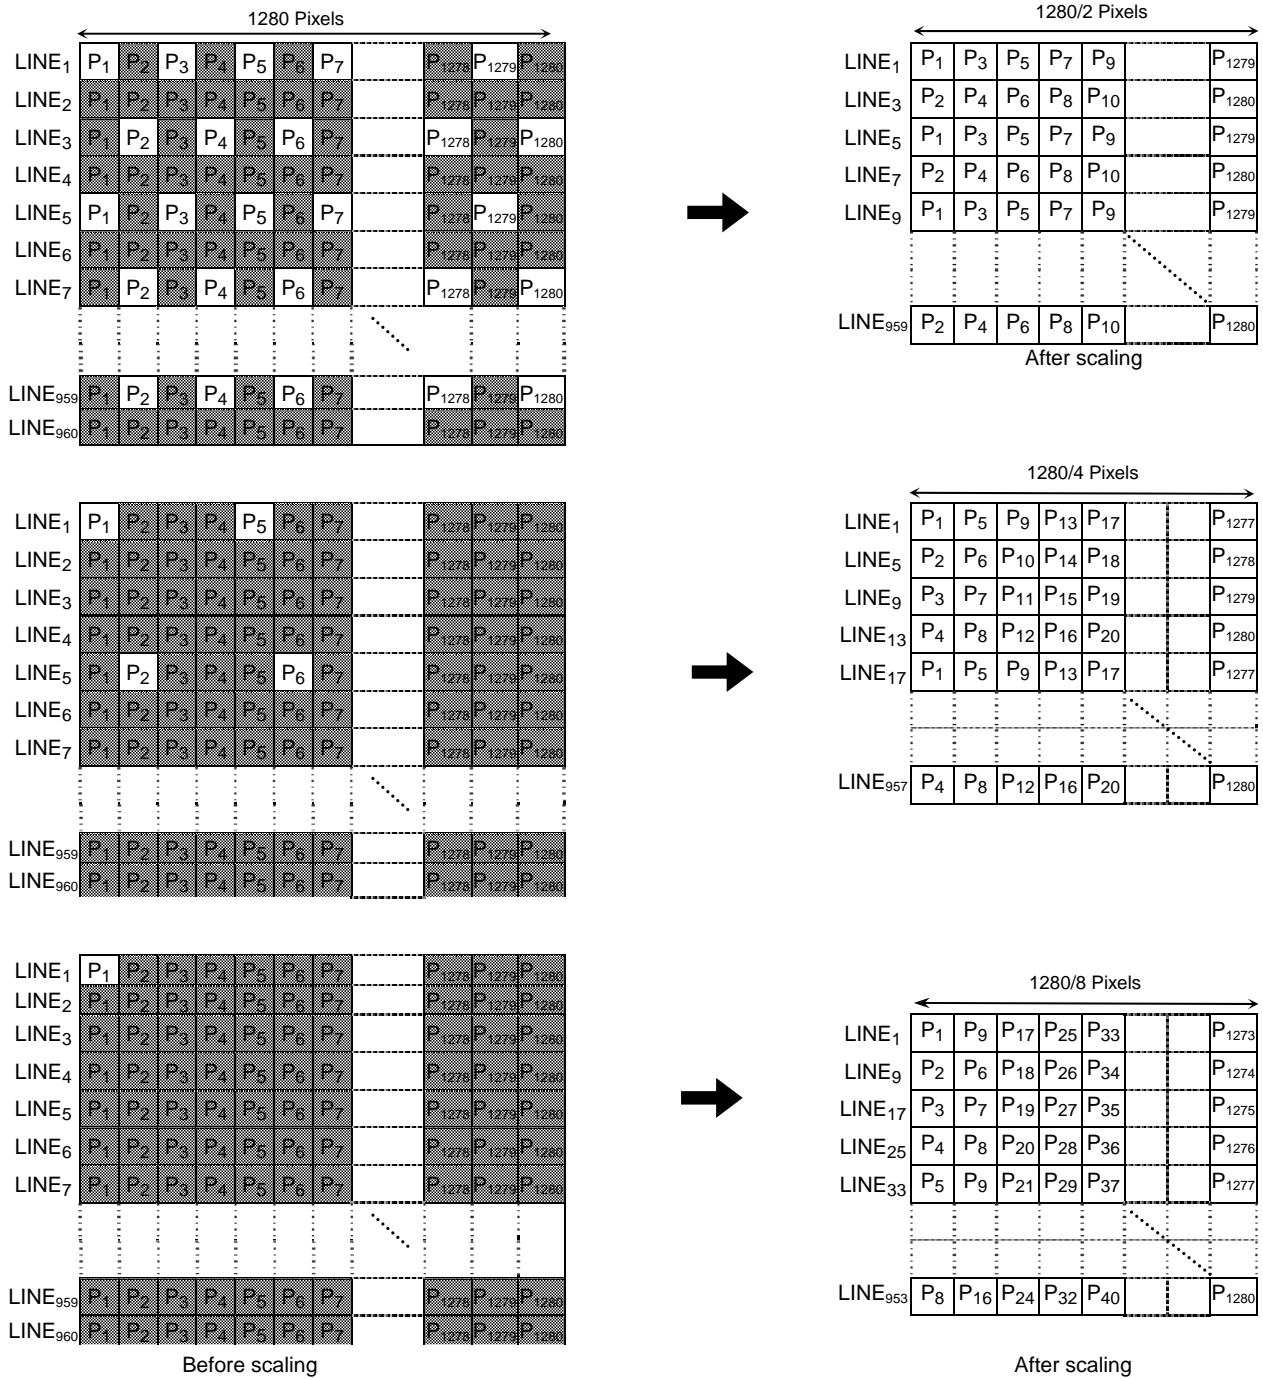 1280 Pixels
LINE1 P1 P2 P3 P4 P5 P6 P7 P1278 P1279 P1280
LINE2 P1 P2 P3 P4 P5 P6 P7 P1278 P1279 P1280
LINE3 P1 P2 P3 P4 P5 P6 P7 P1278 P1279 P1280
LINE4 P1 P2 P3 P4 P5 P6 P7 P1278 P1279 P1280
LINE5 P1 P2 P3 P4 P5 P6 P7 P1278 P1279 P1280
LINE6 P1 P2 P3 P4 P5 P6 P7 P1278 P1279 P1280
LINE7 P1 P2 P3 P4 P5 P6 P7 P1278 P1279 P1280
LINE959 P1 P2 P3 P4 P5 P6 P7 P1278 P1279 P1280
LINE960 P1 P2 P3 P4 P5 P6 P7 P1278 P1279 P1280
1280/2 Pixels
LINE1 P1 P3 P5 P7 P9 P1279
LINE3 P2 P4 P6 P8 P10 P1280
LINE5 P1 P3 P5 P7 P9 P1279
LINE7 P2 P4 P6 P8 P10 P1280
LINE9 P1 P3 P5 P7 P9 P1279
LINE959 P2 P4 P6 P8 P10 P1280
After scaling
LINE1 P1 P2 P3 P4 P5 P6 P7 P1278 P1279 P1280
LINE2 P1 P2 P3 P4 P5 P6 P7 P1278 P1279 P1280
LINE3 P1 P2 P3 P4 P5 P6 P7 P1278 P1279 P1280
LINE4 P1 P2 P3 P4 P5 P6 P7 P1278 P1279 P1280
LINE5 P1 P2 P3 P4 P5 P6 P7 P1278 P1279 P1280
LINE6 P1 P2 P3 P4 P5 P6 P7 P1278 P1279 P1280
LINE7 P1 P2 P3 P4 P5 P6 P7 P1278 P1279 P1280
LINE959 P1 P2 P3 P4 P5 P6 P7 P1278 P1279 P1280
LINE960 P1 P2 P3 P4 P5 P6 P7 P1278 P1279 P1280
1280/4 Pixels
LINE1 P1 P5 P9 P13 P17 P1277
LINE5 P2 P6 P10 P14 P18 P1278
LINE9 P3 P7 P11 P15 P19 P1279
LINE13 P4 P8 P12 P16 P20 P1280
LINE17 P1 P5 P9 P13 P17 P1277
LINE957 P4 P8 P12 P16 P20 P1280
LINE1 P1 P2 P3 P4 P5 P6 P7 P1278 P1279 P1280
LINE2 P1 P2 P3 P4 P5 P6 P7 P1278 P1279 P1280
LINE3 P1 P2 P3 P4 P5 P6 P7 P1278 P1279 P1280
LINE4 P1 P2 P3 P4 P5 P6 P7 P1278 P1279 P1280
LINE5 P1 P2 P3 P4 P5 P6 P7 P1278 P1279 P1280
LINE6 P1 P2 P3 P4 P5 P6 P7 P1278 P1279 P1280
LINE7 P1 P2 P3 P4 P5 P6 P7 P1278 P1279 P1280
LINE959 P1 P2 P3 P4 P5 P6 P7 P1278 P1279 P1280
LINE960 P1 P2 P3 P4 P5 P6 P7 P1278 P1279 P1280
Before scaling
1280/8 Pixels
LINE1 P1 P9 P17 P25 P33 P1273
LINE9 P2 P6 P18 P26 P34 P1274
LINE17 P3 P7 P19 P27 P35 P1275
LINE25 P4 P8 P20 P28 P36 P1276
LINE33 P5 P9 P21 P29 P37 P1277
LINE953 P8 P16 P24 P32 P40 P1280
After scaling